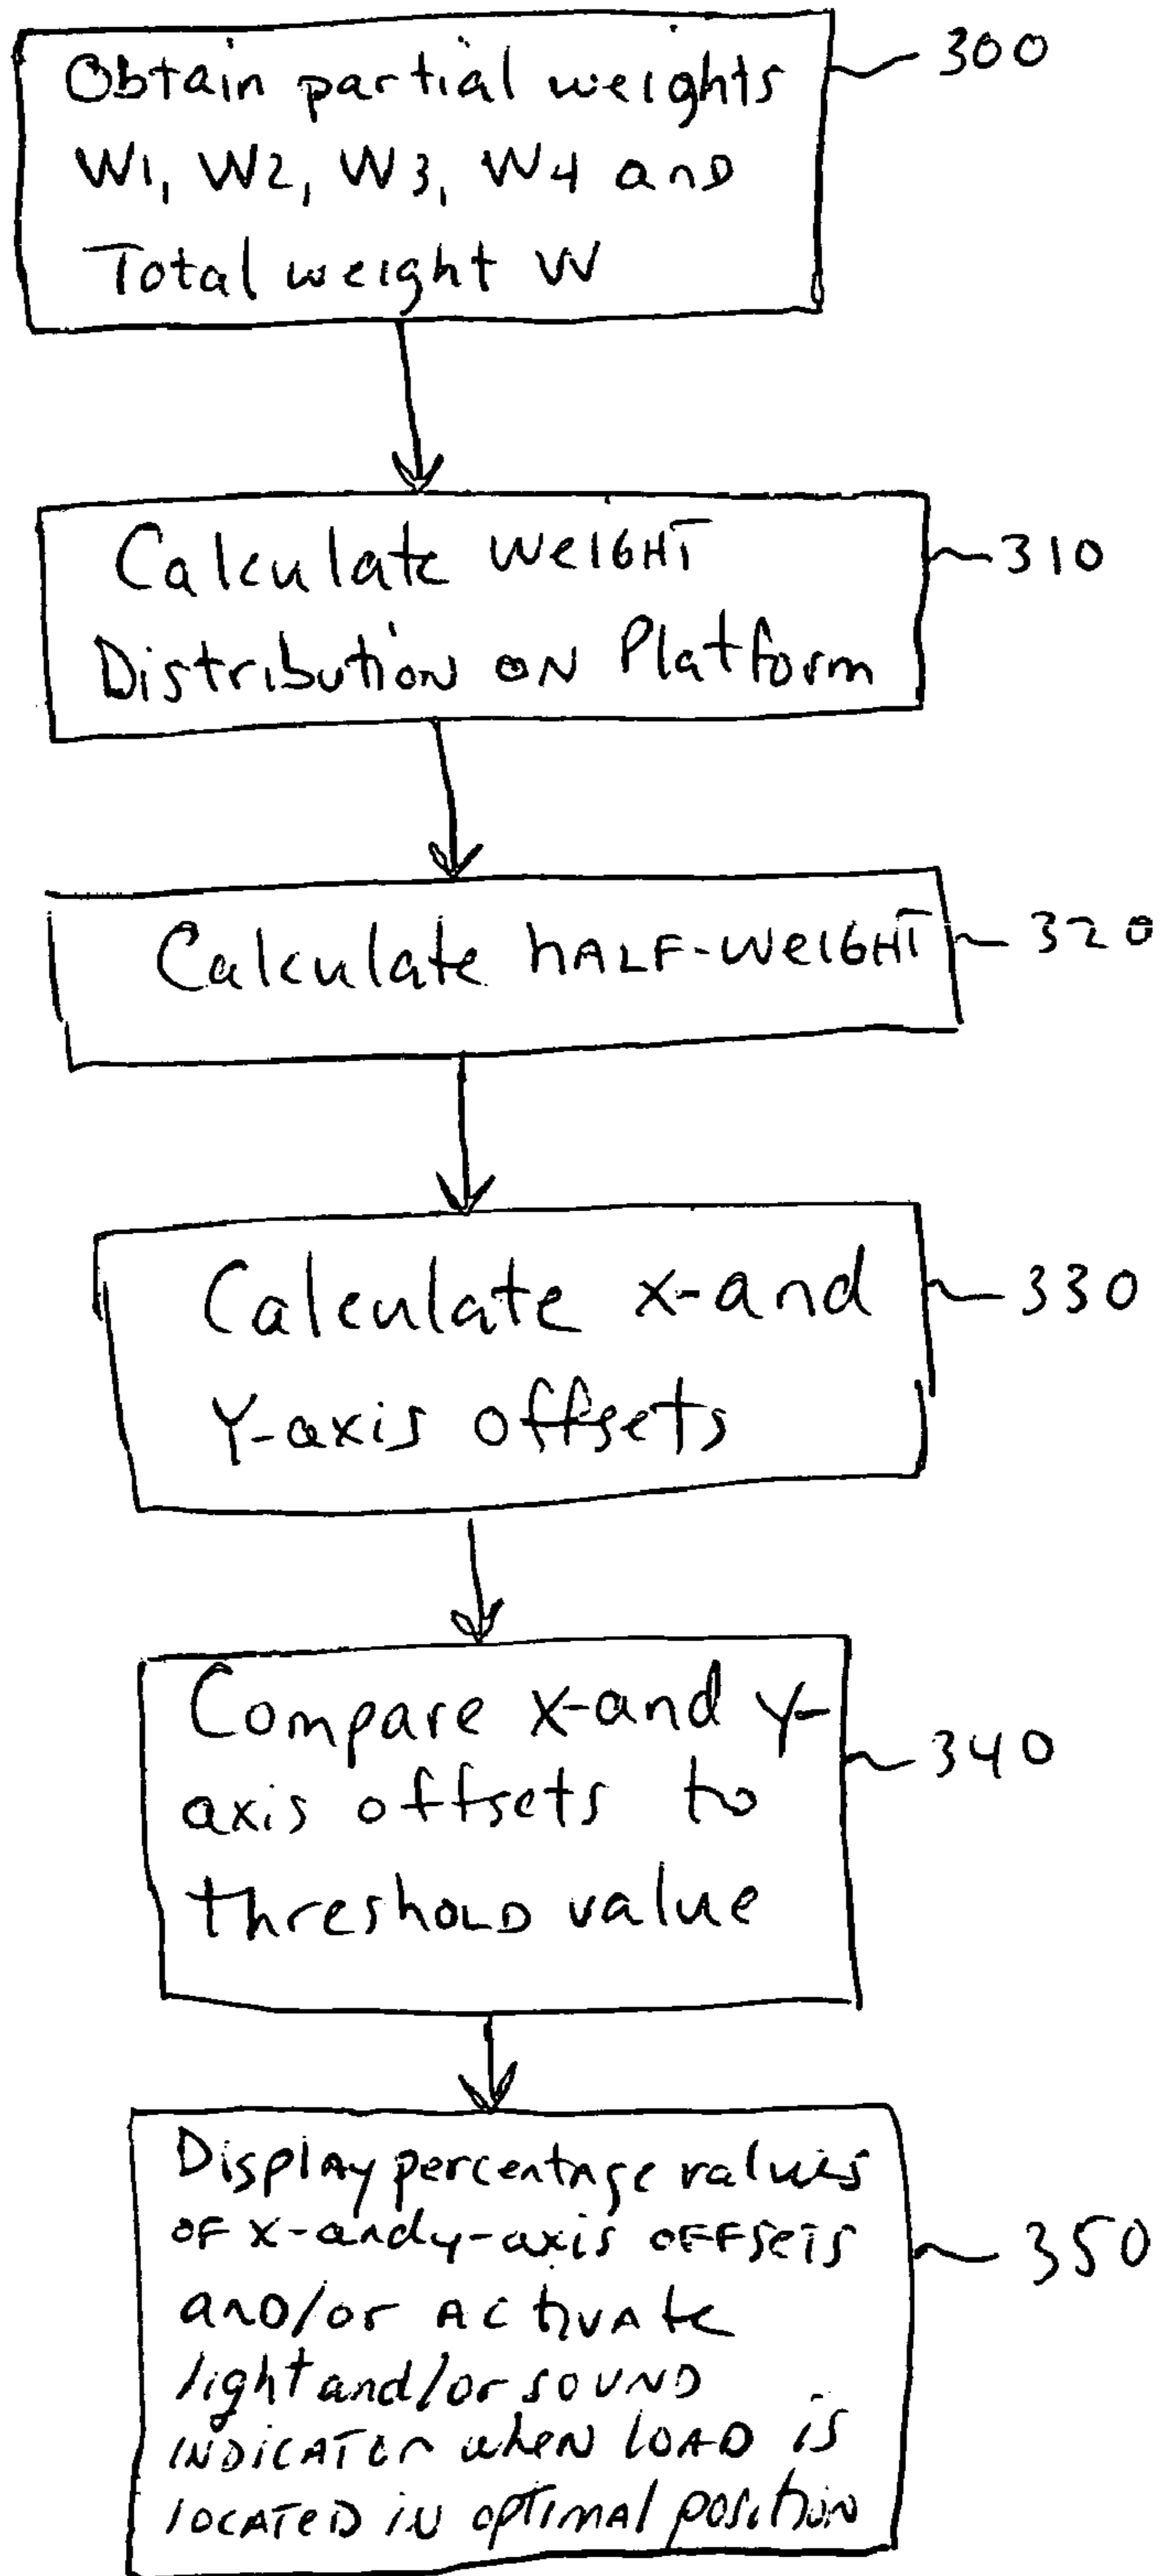 Obtain partial weights
W1, W2, W3, W4 and
Total weight W
300
Calculate WeIGHT
Distribution ON Platform
310
Calculate hALF-WeIGHT
320
Calculate x-and
Y-axis offsets
330
Compare x-and y-
axis offsets to
threshOLD value
340
DisplAy percentAge values
OF x-and y-axis OFFSeTS
anD/or ACtIVAte
light and/or SOUND
INDICATOr wheN LOAD is
LOCATeD IN optIMAl position
350